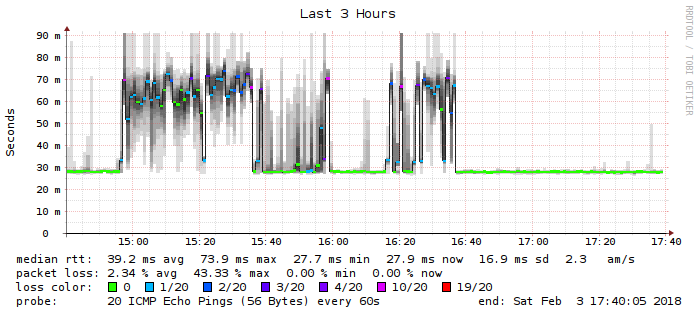 Last 3 Hours
RRDTOOL / TOBI OETIKER
Seconds
90 m
80 m
70 m
60 m
50 m
40 m
30 m
20 m
10 m
0
15:00 15:20 15:40 16:00 16:20 16:40 17:00 17:20 17:40
median rtt: 39.2 ms avg 73.9 ms max 27.7 ms min 27.9 ms now 16.9 ms sd 2.3 am/s
packet loss: 2.34 % avg 43.33 % max 0.00 % min 0.00 % now
loss color: 0 1/20 2/20 3/20 4/20 10/20 19/20
probe: 20 ICMP Echo Pings (56 Bytes) every 60s end: Sat Feb 3 17:40:05 2018